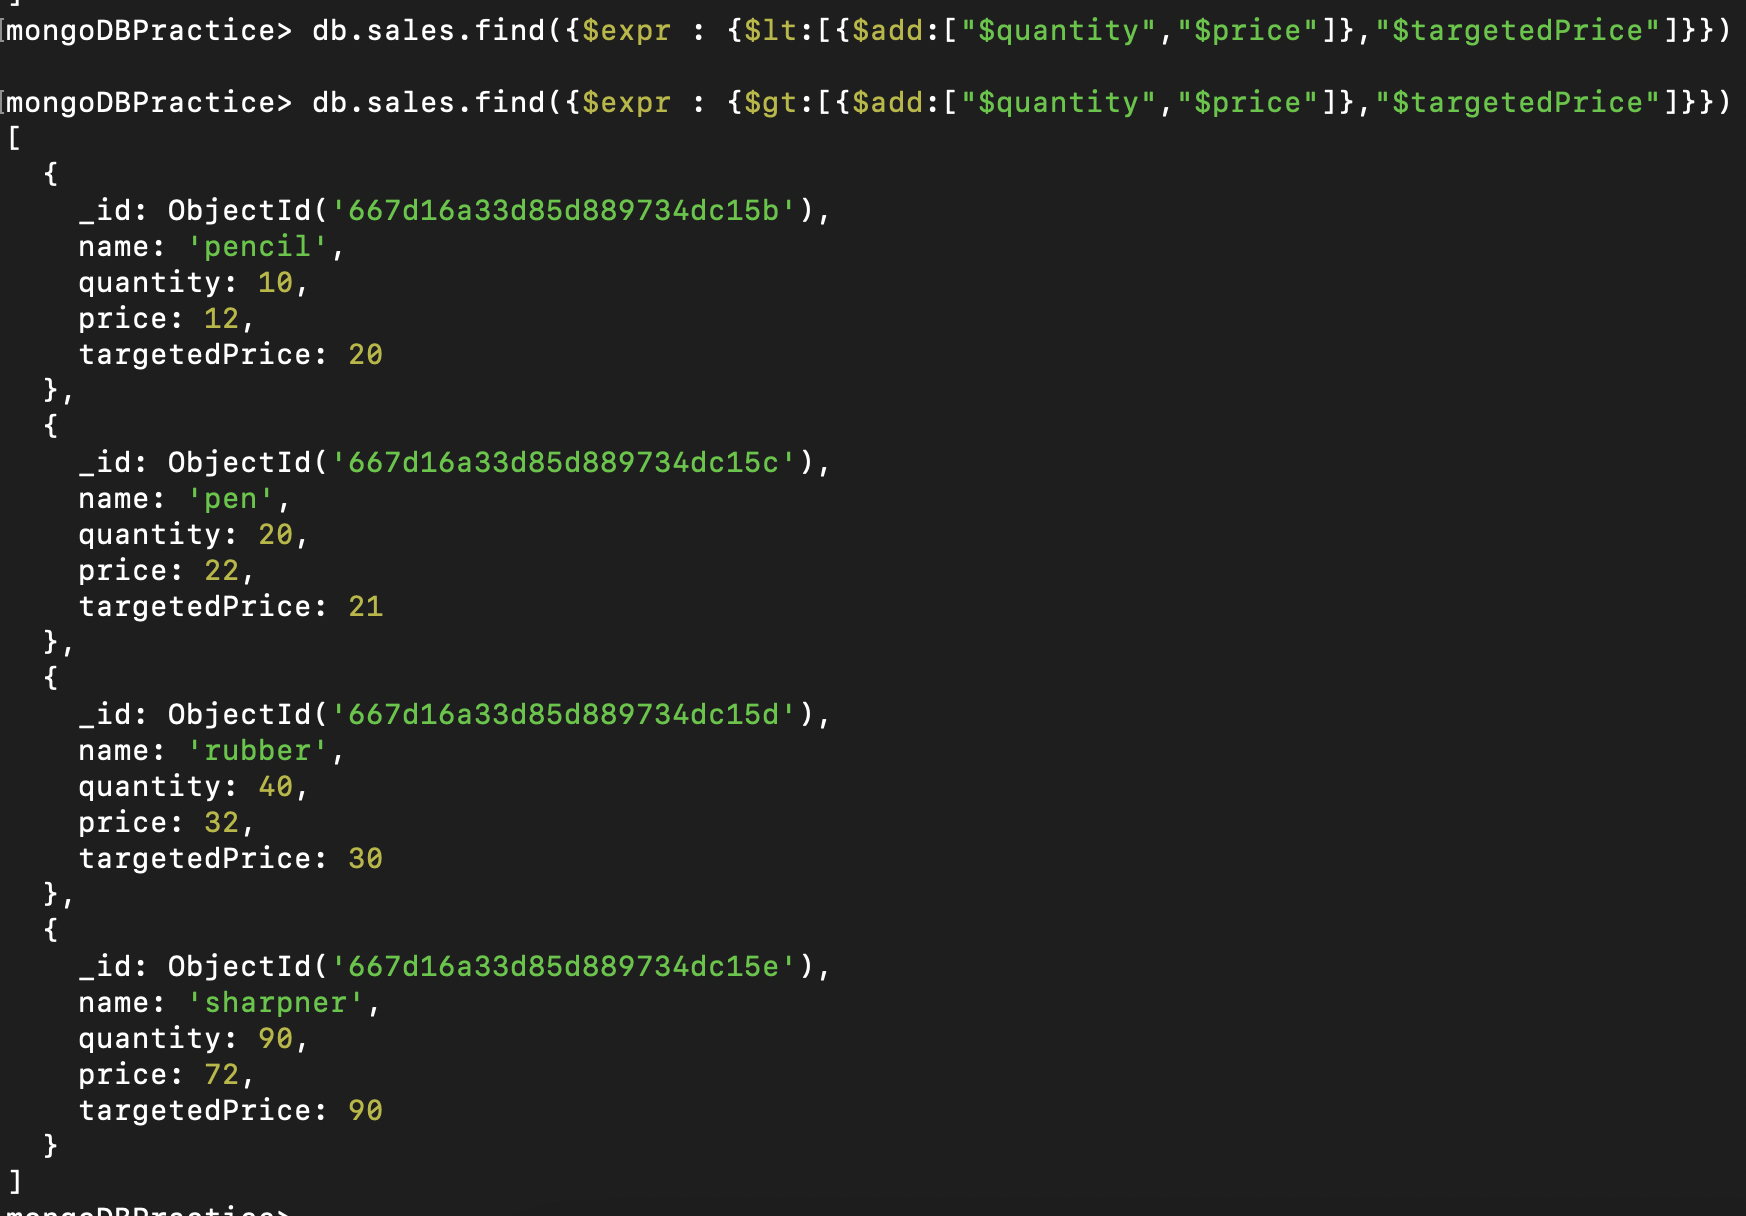 ]
mongoDBPractice> db.sales.find({$expr : {$lt:[{$add:["$quantity","$price"]},"$targetedPrice"]}})
mongoDBPractice> db.sales.find({$expr : {$gt:[{$add:["$quantity","$price"]},"$targetedPrice"]}})
[
  {
    _id: ObjectId('667d16a33d85d889734dc15b'),
    name: 'pencil',
    quantity: 10,
    price: 12,
    targetedPrice: 20
  },
  {
    _id: ObjectId('667d16a33d85d889734dc15c'),
    name: 'pen',
    quantity: 20,
    price: 22,
    targetedPrice: 21
  },
  {
    _id: ObjectId('667d16a33d85d889734dc15d'),
    name: 'rubber',
    quantity: 40,
    price: 32,
    targetedPrice: 30
  },
  {
    _id: ObjectId('667d16a33d85d889734dc15e'),
    name: 'sharpner',
    quantity: 90,
    price: 72,
    targetedPrice: 90
  }
]
mongoDBPractice>